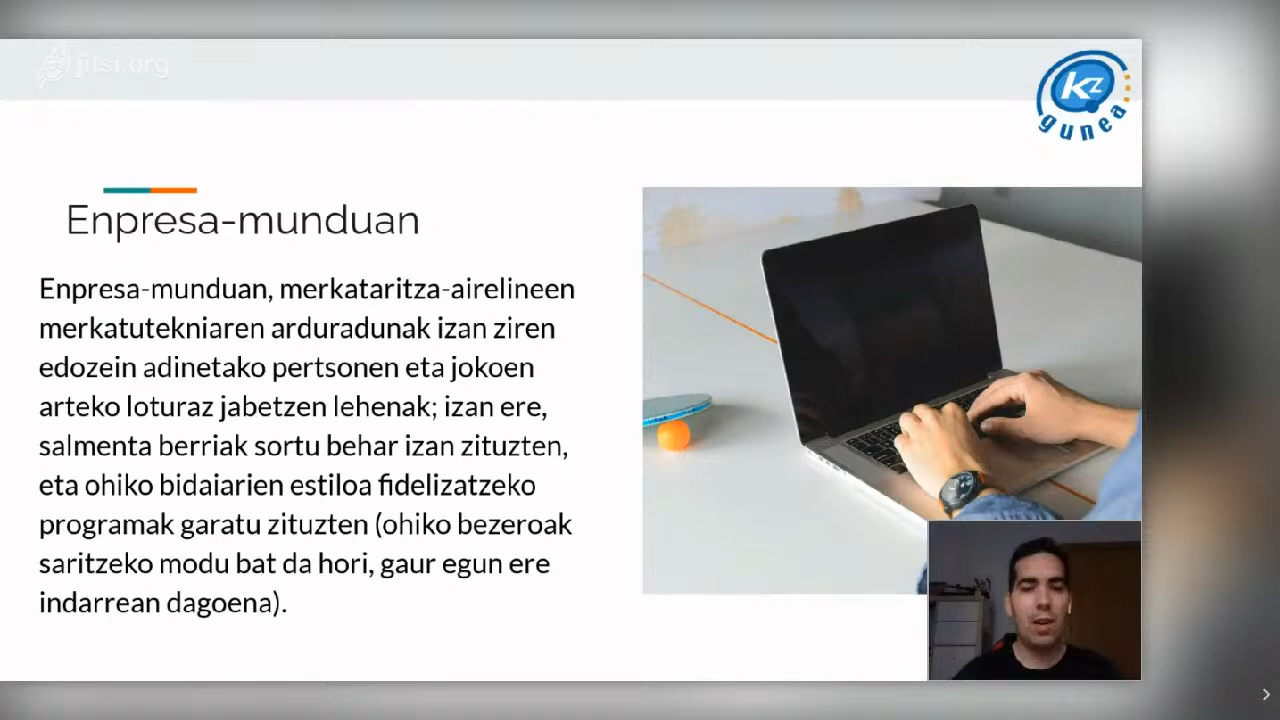 jitsi.org
kz
gunea
Enpresa-munduan
Enpresa-munduan, merkataritza-airelineen
merkatutekniaren arduradunak izan ziren
edozein adinetako pertsonen eta jokoen
arteko loturaz jabetzen lehenak; izan ere,
salmenta berriak sortu behar izan zituzten,
eta ohiko bidaiarien estiloa fidelizatzeko
programak garatu zituzten (ohiko bezeroak
saritzeko modu bat da hori, gaur egun ere
indarrean dagoena).